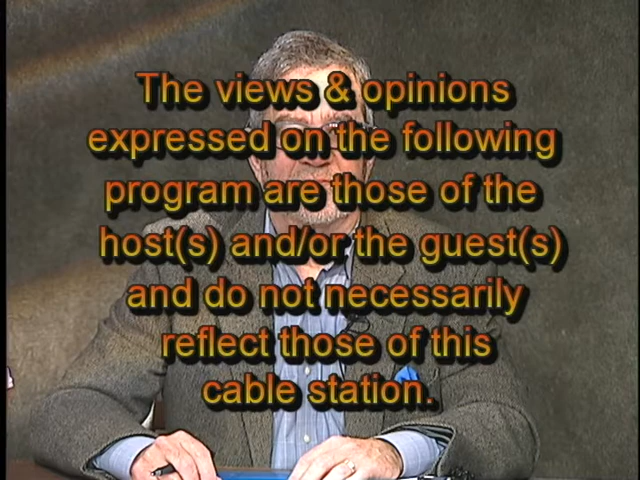 The views & opinions
expressed on the following
program are those of the
host(s) and/or the guest(s)
and do not necessarily
reflect those of this
cable station.